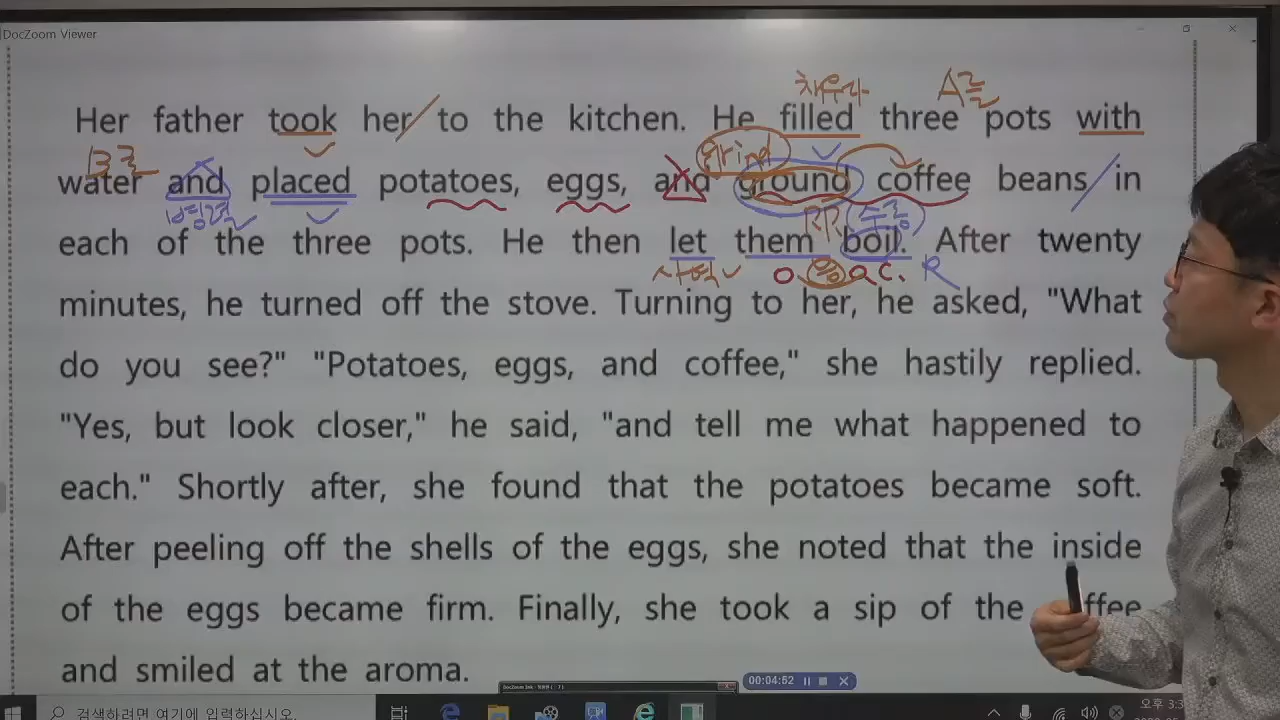 DocZoom Viewer
채우다 A를
Her father took her to the kitchen. He filled three pots with
B로 grind
water and placed potatoes, eggs, and ground coffee beans in
each of the three pots. He then let them boil. After twenty
O. O.C. R
minutes, he turned off the stove. Turning to her, he asked, "What
do you see?" "Potatoes, eggs, and coffee," she hastily replied.
"Yes, but look closer," he said, "and tell me what happened to
each." Shortly after, she found that the potatoes became soft.
After peeling off the shells of the eggs, she noted that the inside
of the eggs became firm. Finally, she took a sip of the ffee
and smiled at the aroma.
00:04:52
검색하려면 여기에 입력하십시오.
오후